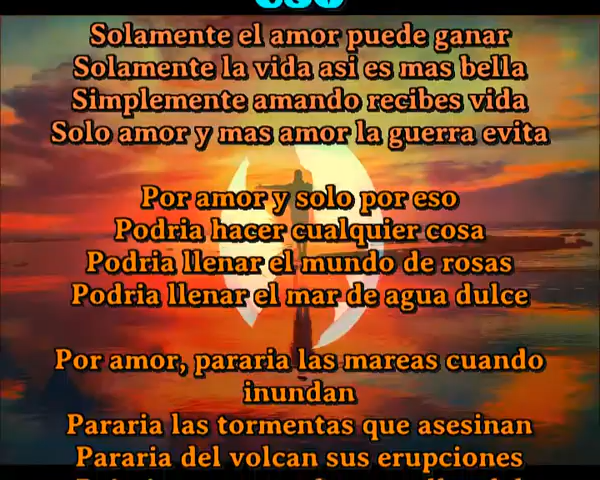 Solamente el amor puede ganar
Solamente la vida asi es mas bella
Simplemente amando recibes vida
Solo amor y mas amor la guerra evita
Por amor y solo por eso
Podria hacer cualquier cosa
Podria llenar el mundo de rosas
Podria llenar el mar de agua dulce
Por amor, pararia las mareas cuando
inundan
Pararia las tormentas que asesinan
Pararia del volcan sus erupciones